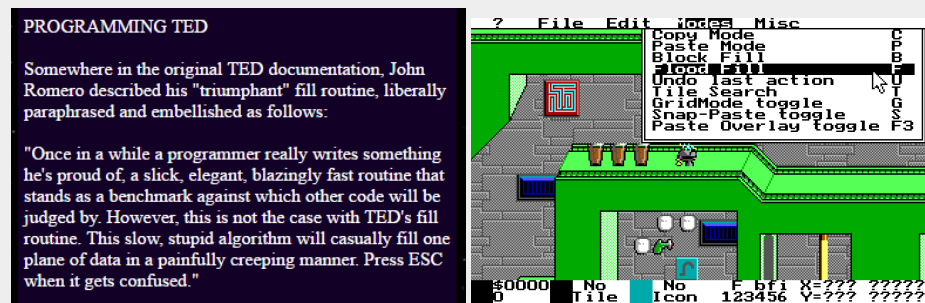 PROGRAMMING TED
Somewhere in the original TED documentation, John
Romero described his "triumphant" fill routine, liberally
paraphrased and embellished as follows:
"Once in a while a programmer really writes something
he's proud of, a slick, elegant, blazingly fast routine that
stands as a benchmark against which other code will be
judged by. However, this is not the case with TED's fill
routine. This slow, stupid algorithm will casually fill one
plane of data in a painfully creeping manner. Press ESC
when it gets confused."
? File Edit Modes Misc
Copy Mode C
Paste Mode P
Block Fill B
Flood Fill F
Undo last action U
Tile Search T
GridMode toggle G
Snap-Paste toggle S
Paste Overlay toggle F3
$0000 No No F bfi X=??? ?????
0 Tile Icon 123456 Y=??? ?????